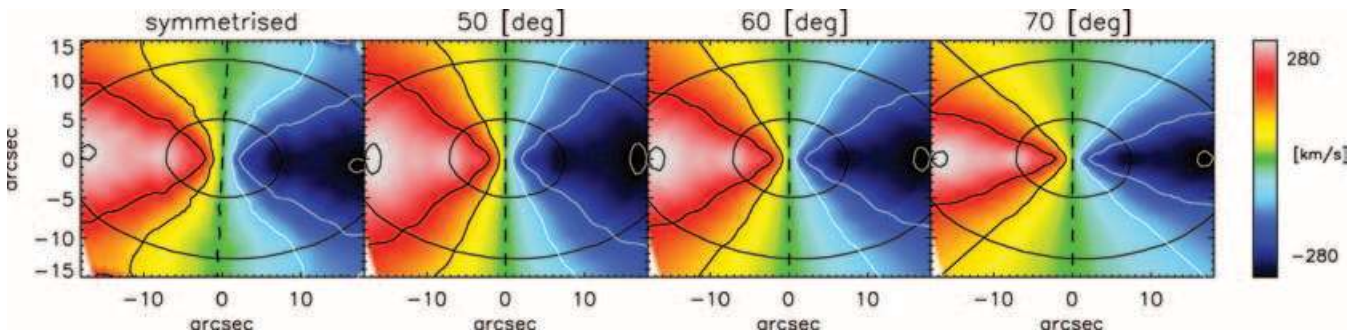 symmetrised 50 [deg] 60 [deg] 70 [deg]
15
10
5
0
-5
-10
-15
arcsec
280
[km/s]
-280
-10 0 10 -10 0 10 -10 0 10 -10 0 10
arcsec arcsec arcsec arcsec